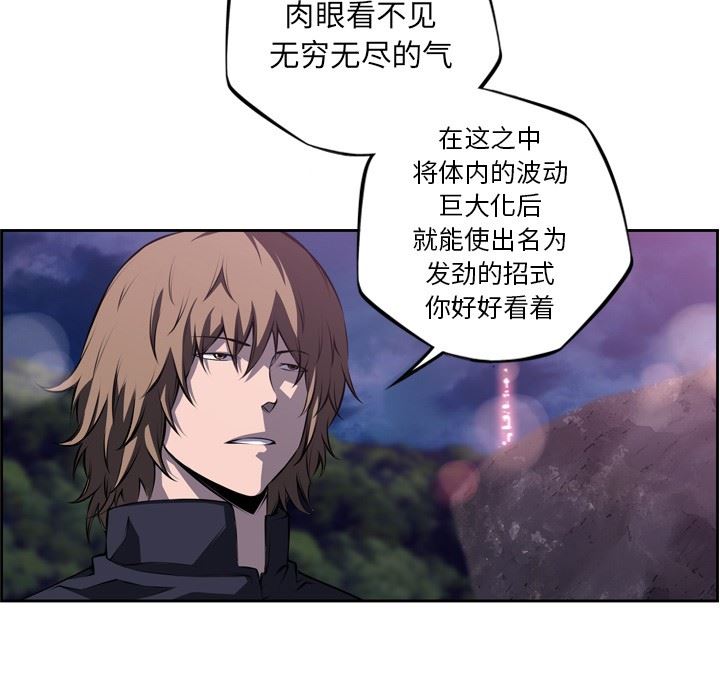 肉眼看不见
无穷无尽的气
在这之中
将体内的波动
巨大化后
就能使出名为
发劲的招式
你好好看着